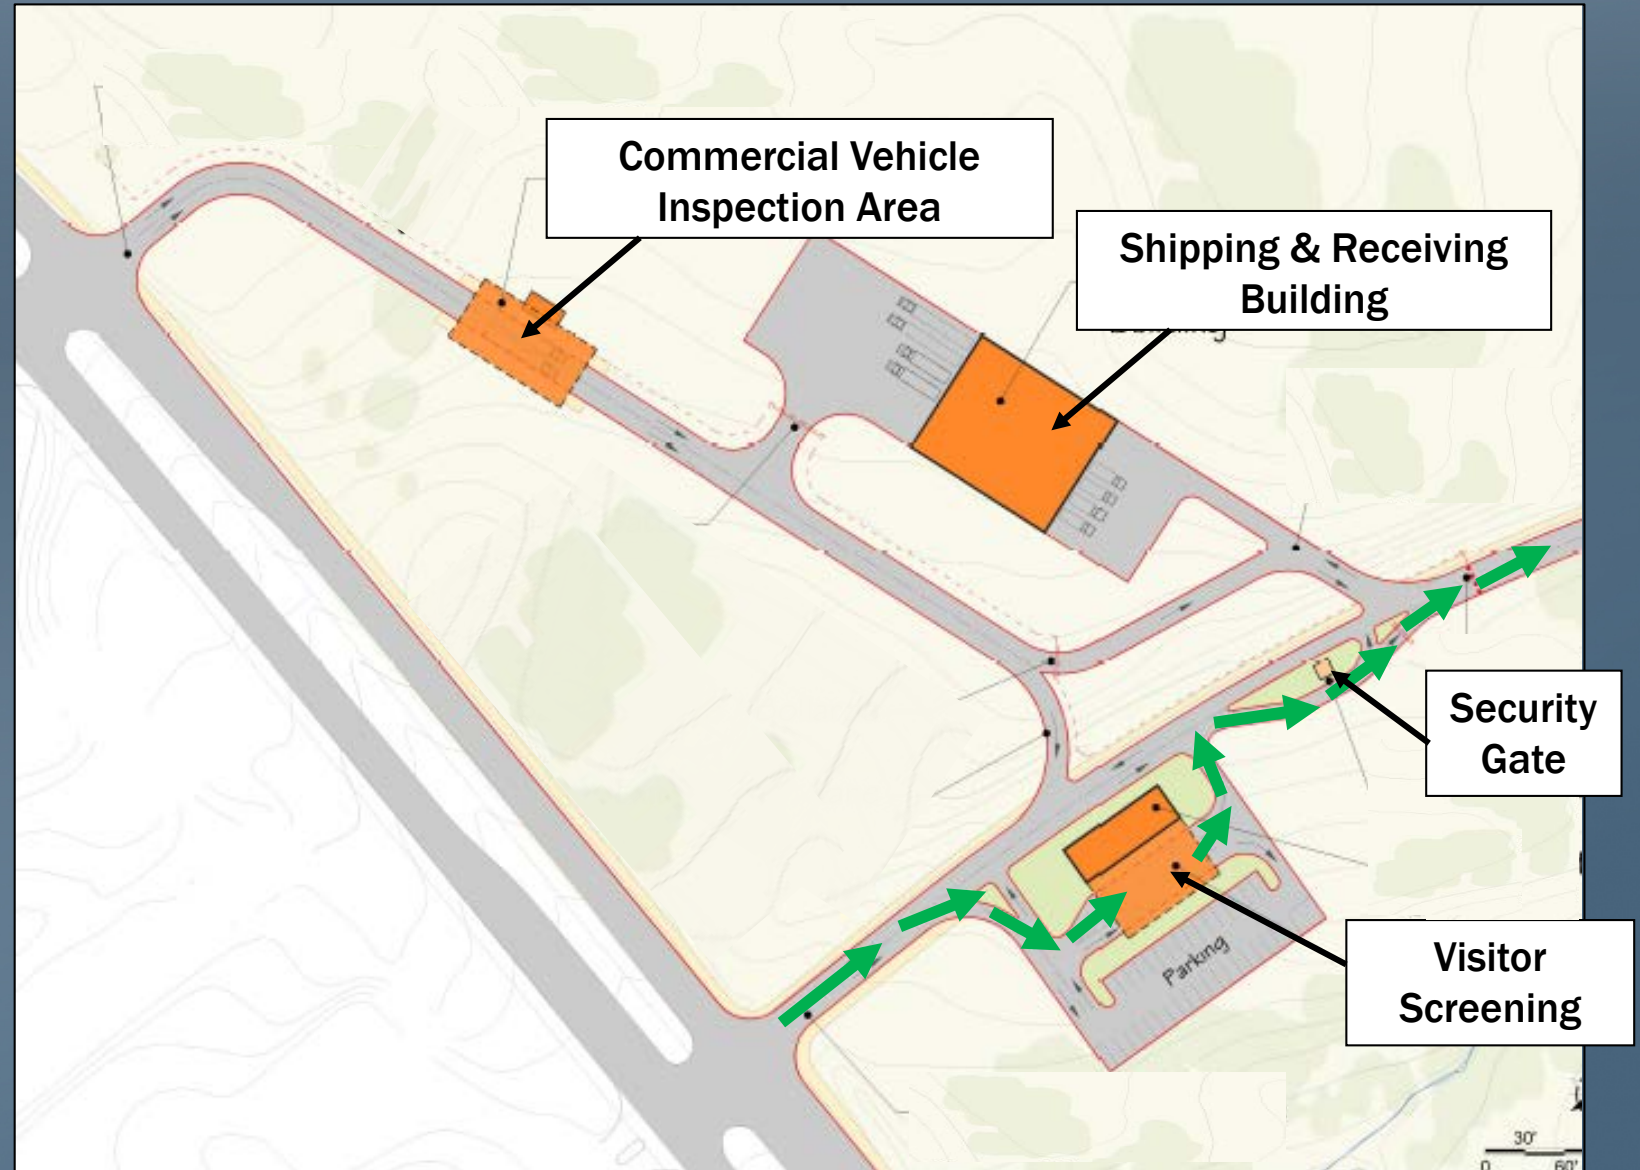 Commercial Vehicle
Inspection Area
Shipping & Receiving
Building
Security
Gate
Visitor
Screening
Parking
30'
0 60'